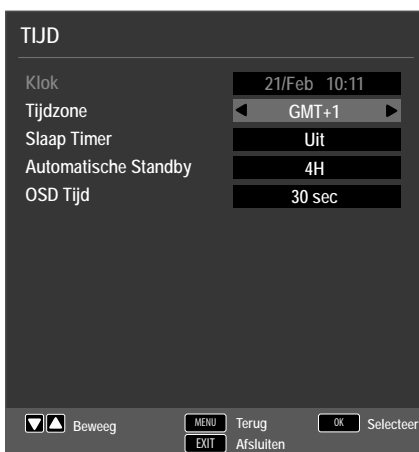 TIJD
Klok 21/Feb 10:11
Tijdzone GMT+1
Slaap Timer Uit
Automatische Standby 4H
OSD Tijd 30 sec
Beweeg MENU Terug OK Selecteer
EXIT Afsluiten